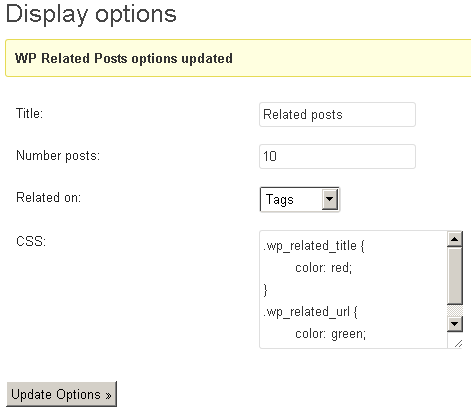 Display options
WP Related Posts options updated
Title: Related posts
Number posts: 10
Related on: Tags
CSS: .wp_related_title {
color: red;
}
.wp_related_url {
color: green;
Update Options »